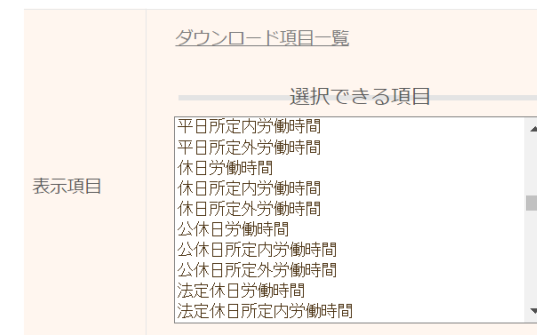 ダウンロード項目一覧
選択できる項目
表示項目
平日所定内労働時間
平日所定外労働時間
休日労働時間
休日所定内労働時間
休日所定外労働時間
公休日労働時間
公休日所定内労働時間
公休日所定外労働時間
法定休日労働時間
法定休日所定内労働時間